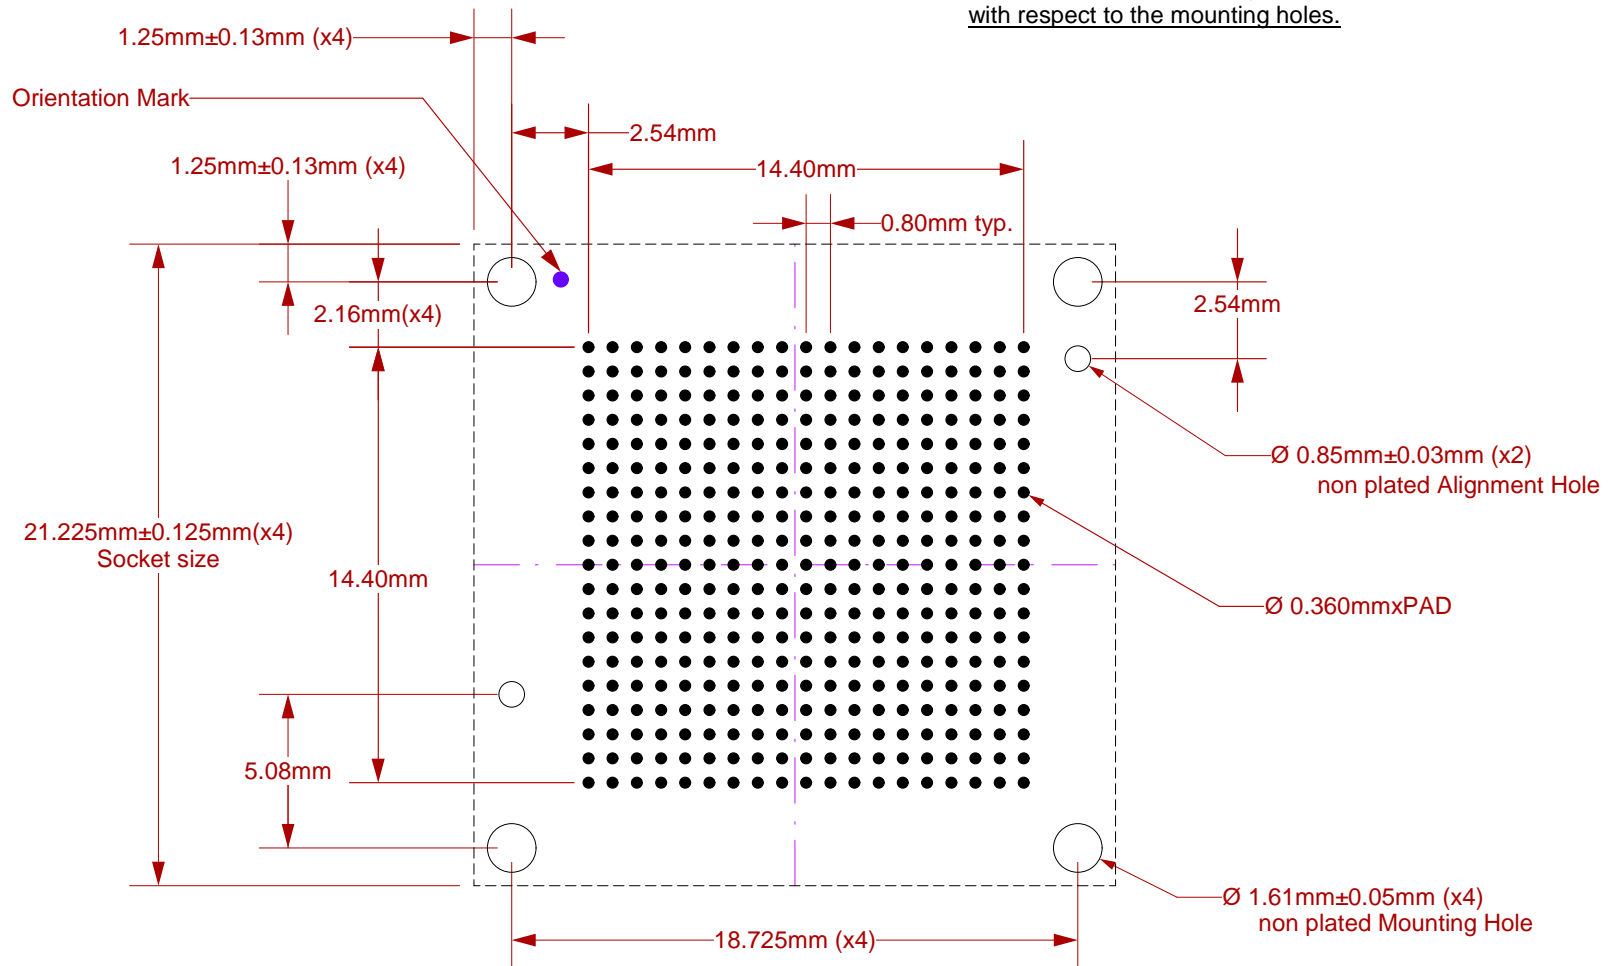 with respect to the mounting holes.
1.25mm±0.13mm (x4)
Orientation Mark
2.54mm
1.25mm±0.13mm (x4)
14.40mm
0.80mm typ.
2.16mm(x4)
2.54mm
Ø 0.85mm±0.03mm (x2)
non plated Alignment Hole
21.225mm±0.125mm(x4)
Socket size
14.40mm
Ø 0.360mmxPAD
5.08mm
Ø 1.61mm±0.05mm (x4)
non plated Mounting Hole
18.725mm (x4)